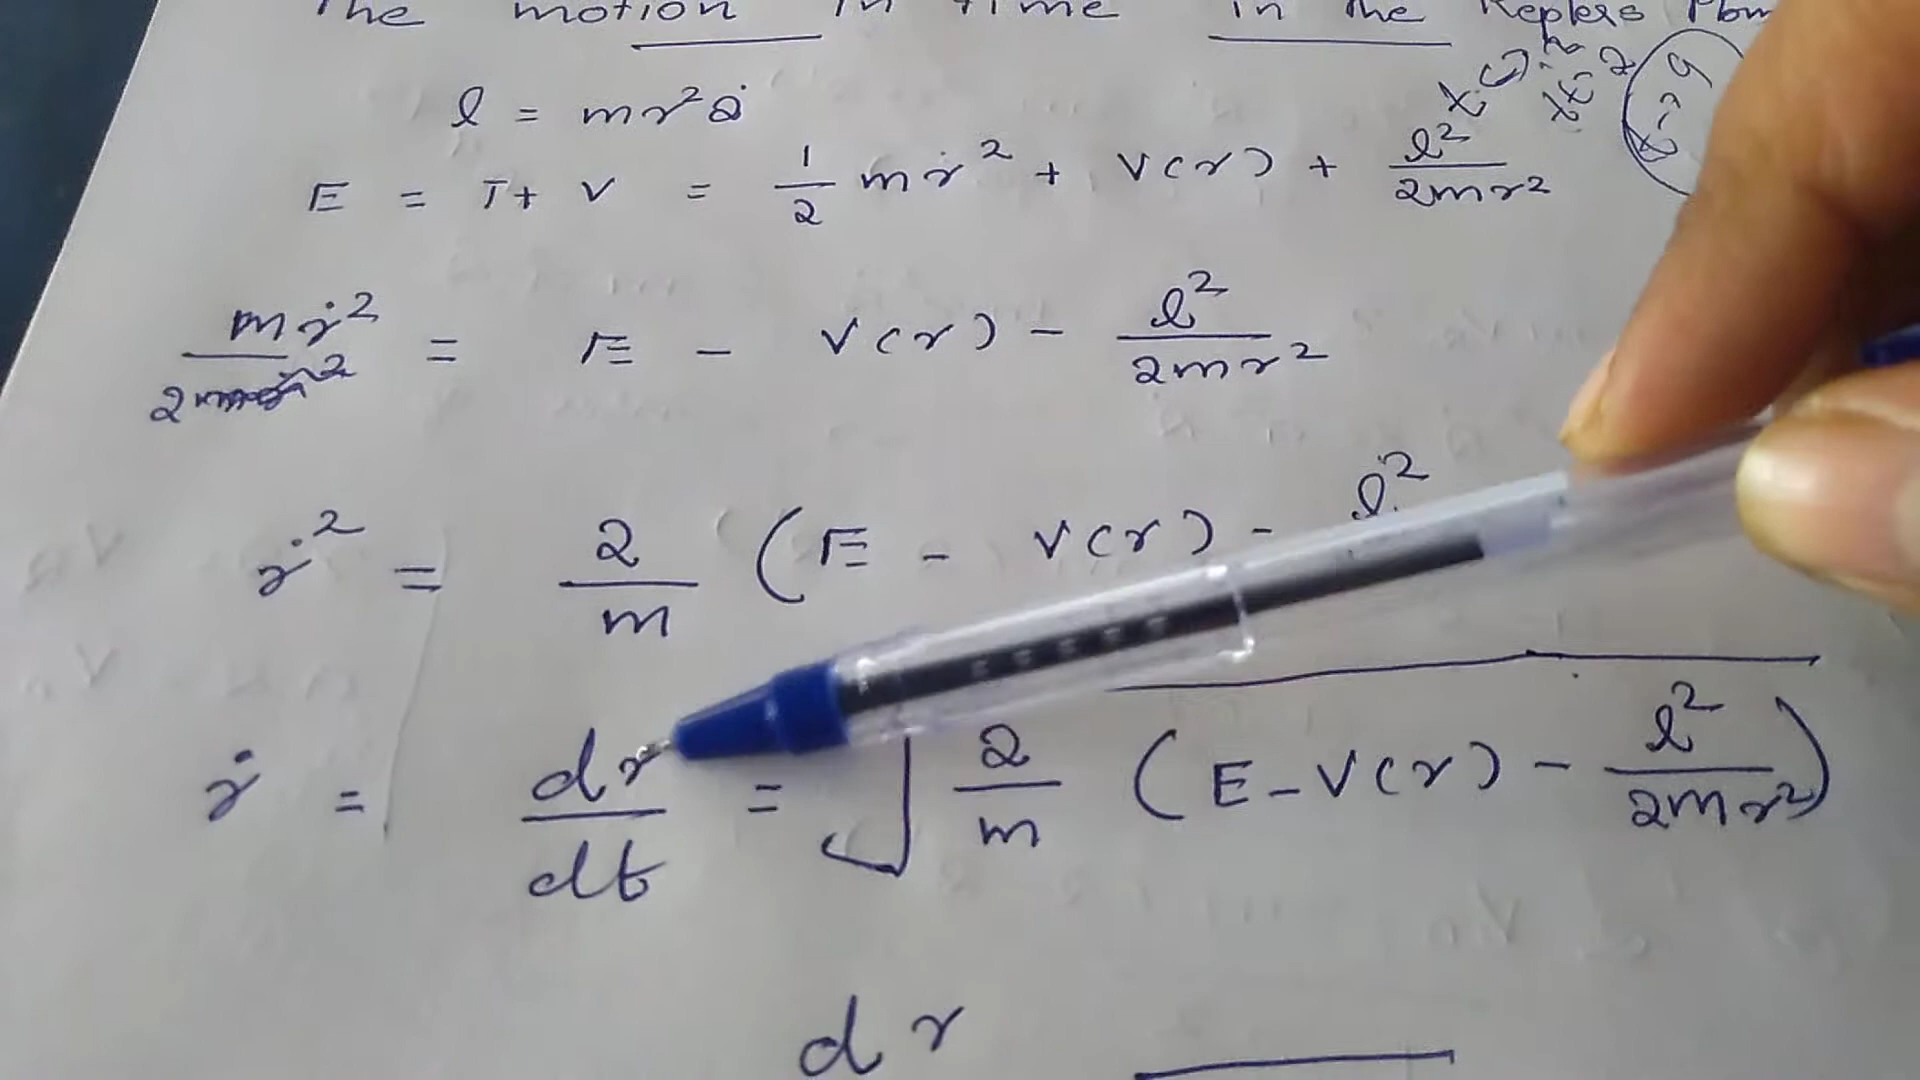 The motion in time in the Keplers Pbm
l = mr²θ̇
E = T + V = 1/2 mṙ² + V(r) + l²/2mr²
mṙ²/2 = E - V(r) - l²/2mr²
ṙ² = 2/m (E - V(r) - l²
ṙ = dr/dt = √2/m (E - V(r) - l²/2mr²)
dr